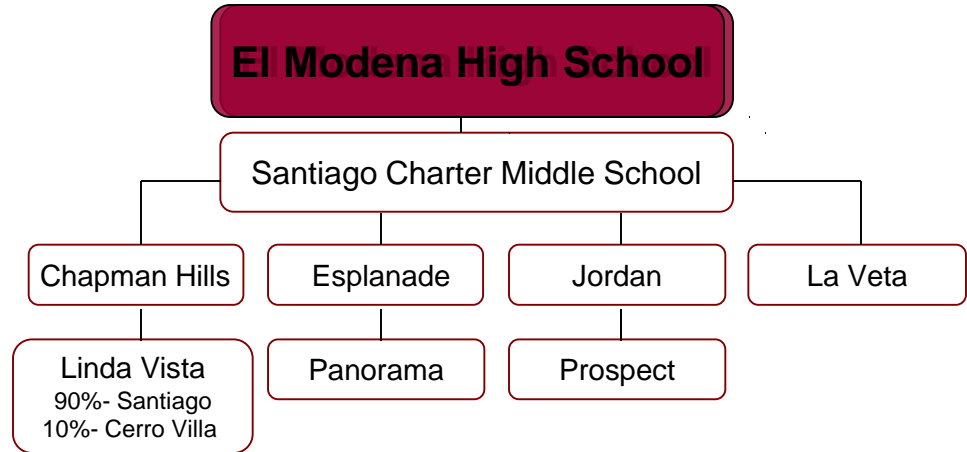 El Modena High School
Santiago Charter Middle School
Chapman Hills
Esplanade
Jordan
La Veta
Linda Vista
90%- Santiago
10%- Cerro Villa
Panorama
Prospect